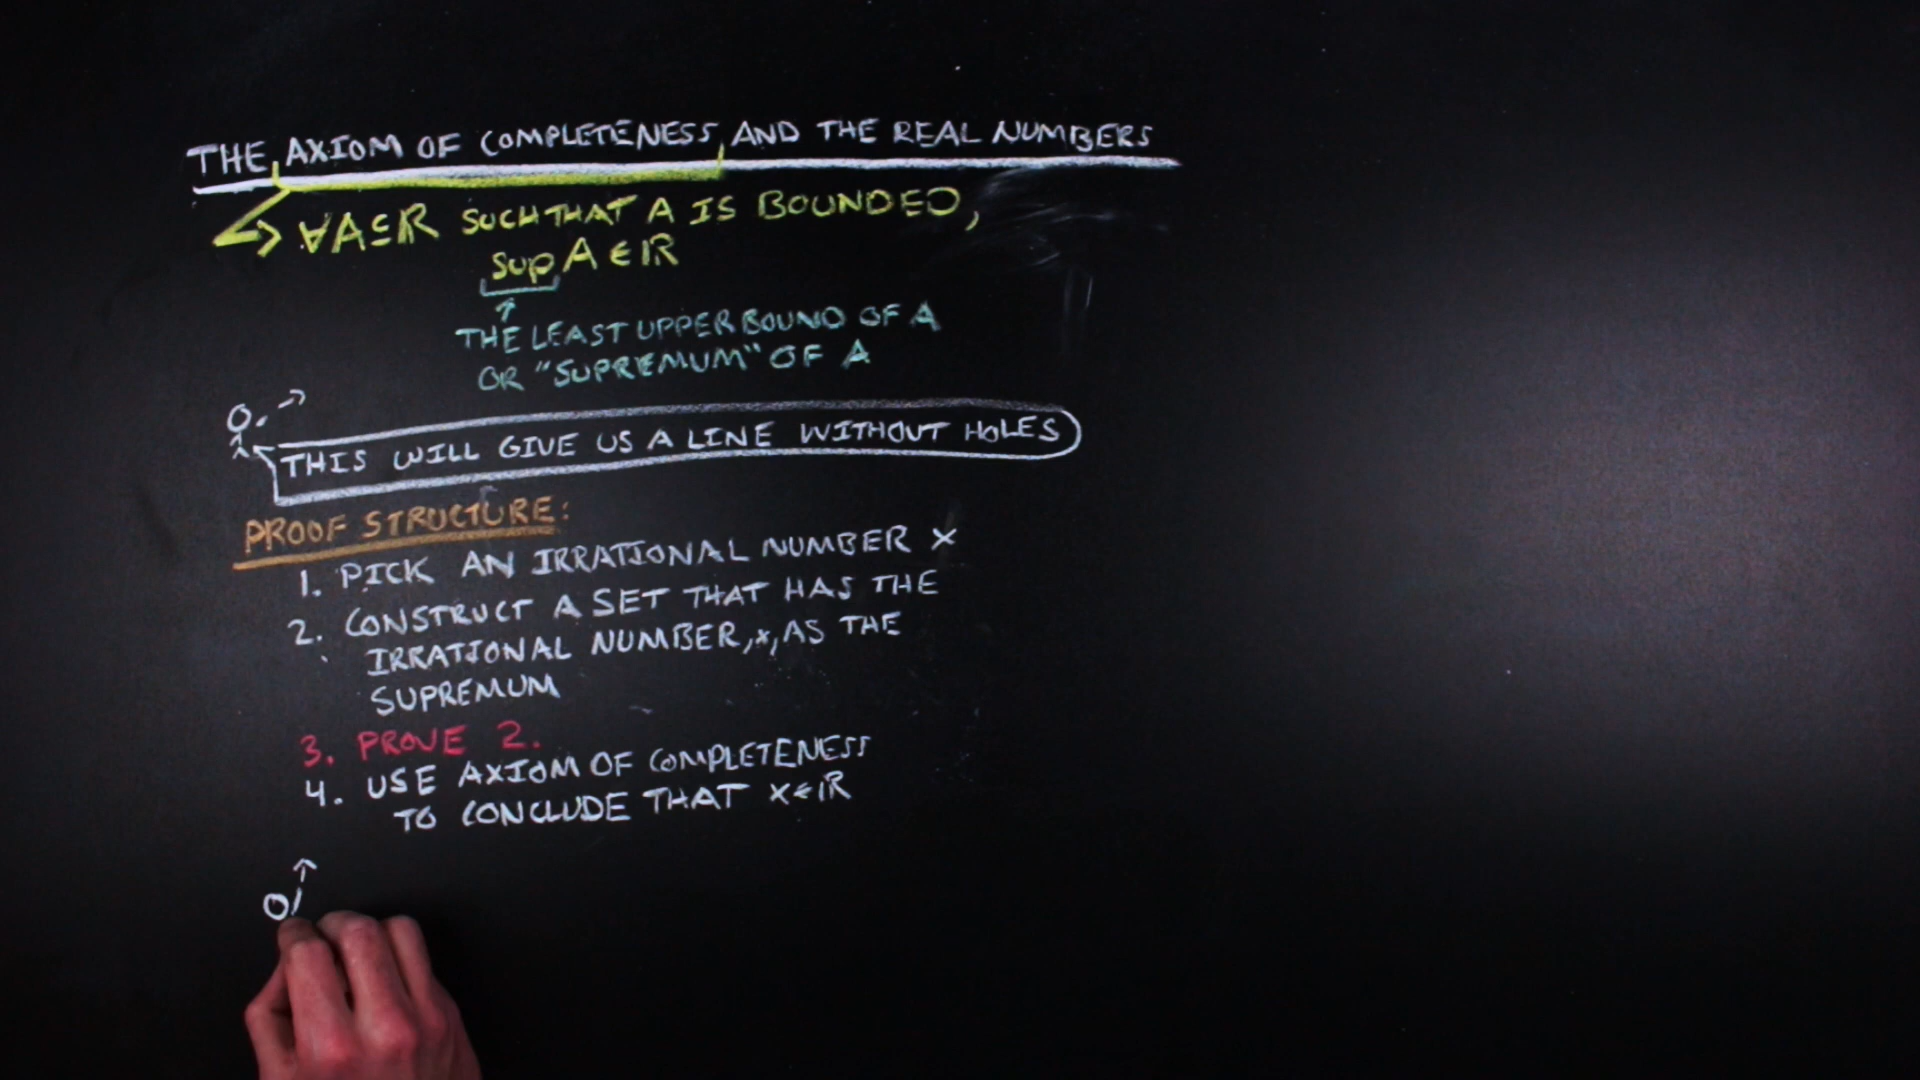 THE AXIOM OF COMPLETENESS AND THE REAL NUMBERS
∀A⊆ℝ SUCH THAT A IS BOUNDED,
sup A ∈ ℝ
THE LEAST UPPER BOUND OF A
OR "SUPREMUM" OF A
THIS WILL GIVE US A LINE WITHOUT HOLES
PROOF STRUCTURE:
1. PICK AN IRRATIONAL NUMBER X
2. CONSTRUCT A SET THAT HAS THE
IRRATIONAL NUMBER, x, AS THE
SUPREMUM
3. PROVE 2.
4. USE AXIOM OF COMPLETENESS
TO CONCLUDE THAT X∈ℝ